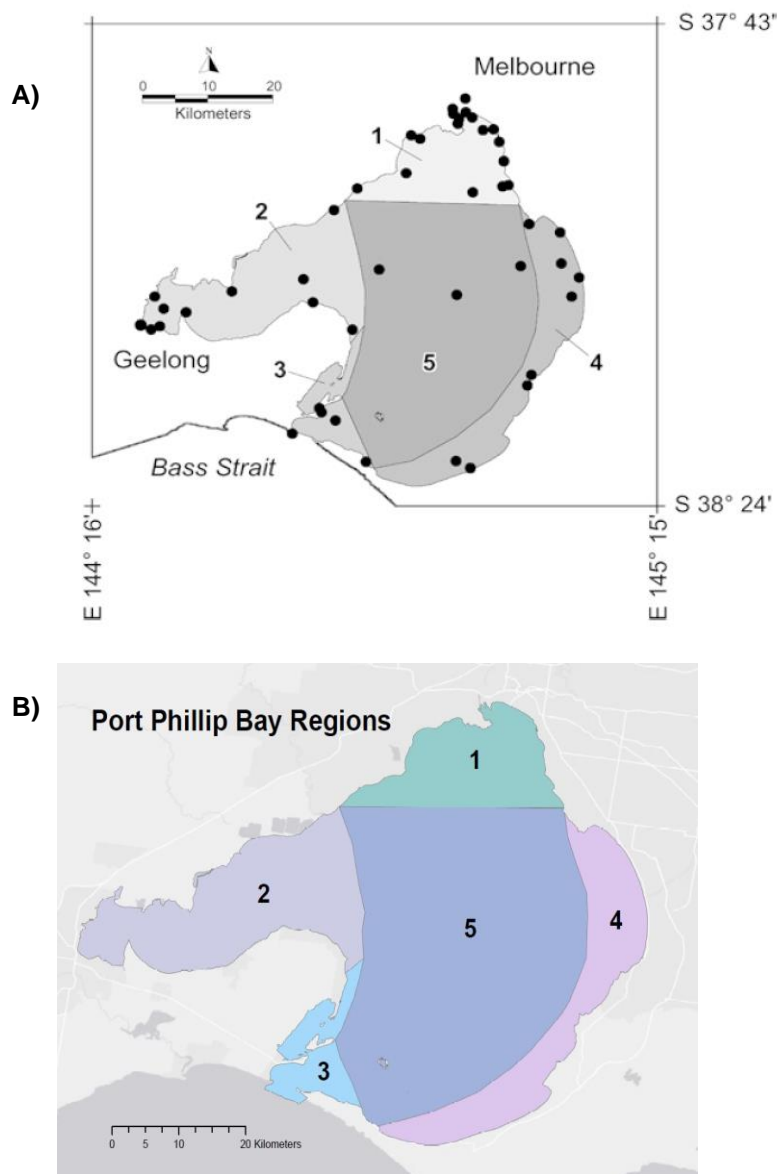 A)
S 37° 43"
N
Melbourne
0 10 20
Kilometers
1
2
Geelong
3
5
4
Bass Strait
S 38° 24'
E 144° 16'
E 145° 15'
B)
Port Phillip Bay Regions
1
2
5
4
3
0 5 10 20 Kilometers